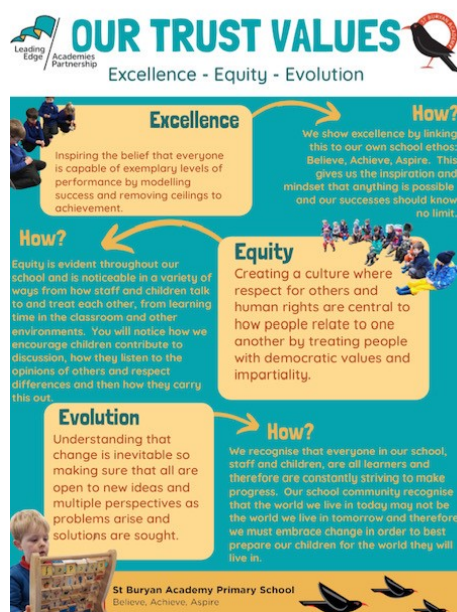 Leading
Edge
Academies
Partnership
OUR TRUST VALUES
Excellence - Equity - Evolution
Excellence
Inspiring the belief that everyone
is capable of exemplary levels of
performance by modelling
success and removing ceilings to
achievement.
How?
We show excellence by linking
this to our own school ethos:
Believe, Achieve, Aspire. This
gives us the inspiration and
mindset that anything is possible
and our successes should know
no limit.
How?
Equity is evident throughout our
school and is noticeable in a variety of
ways from how staff and children talk
to and treat each other, from learning
time in the classroom and other
environments. You will notice how we
encourage children contribute to
discussion, how they listen to the
opinions of others and respect
differences and then how they carry
this out.
Equity
Creating a culture where
respect for others and
human rights are central to
how people relate to one
another by treating people
with democratic values and
impartiality.
Evolution
Understanding that
change is inevitable so
making sure that all are
open to new ideas and
multiple perspectives as
problems arise and
solutions are sought.
How?
We recognise that everyone in our school,
staff and children, are all learners and
therefore are constantly striving to make
progress. Our school community recognise
that the world we live in today may not be
the world we live in tomorrow and therefore
we must embrace change in order to best
prepare our children for the world they will
live in.
St Buryan Academy Primary School
Believe, Achieve, Aspire